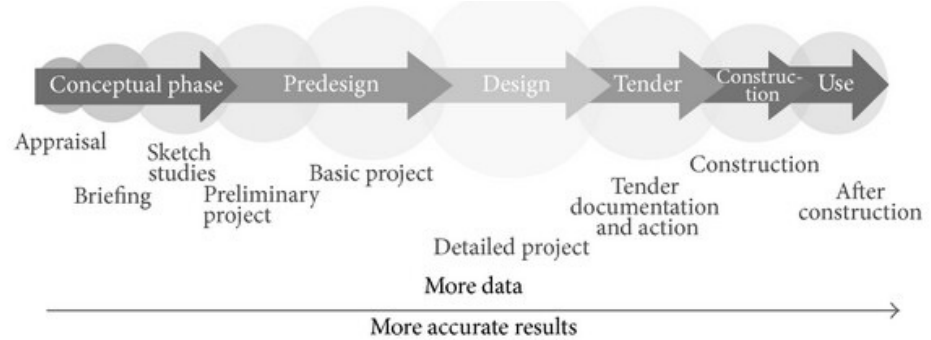 Conceptual phase
Predesign
Design
Tender
Construc-
tion
Use
Appraisal
Briefing
Sketch
studies
Preliminary
project
Basic project
Detailed project
Tender
documentation
and action
Construction
After
construction
More data
More accurate results